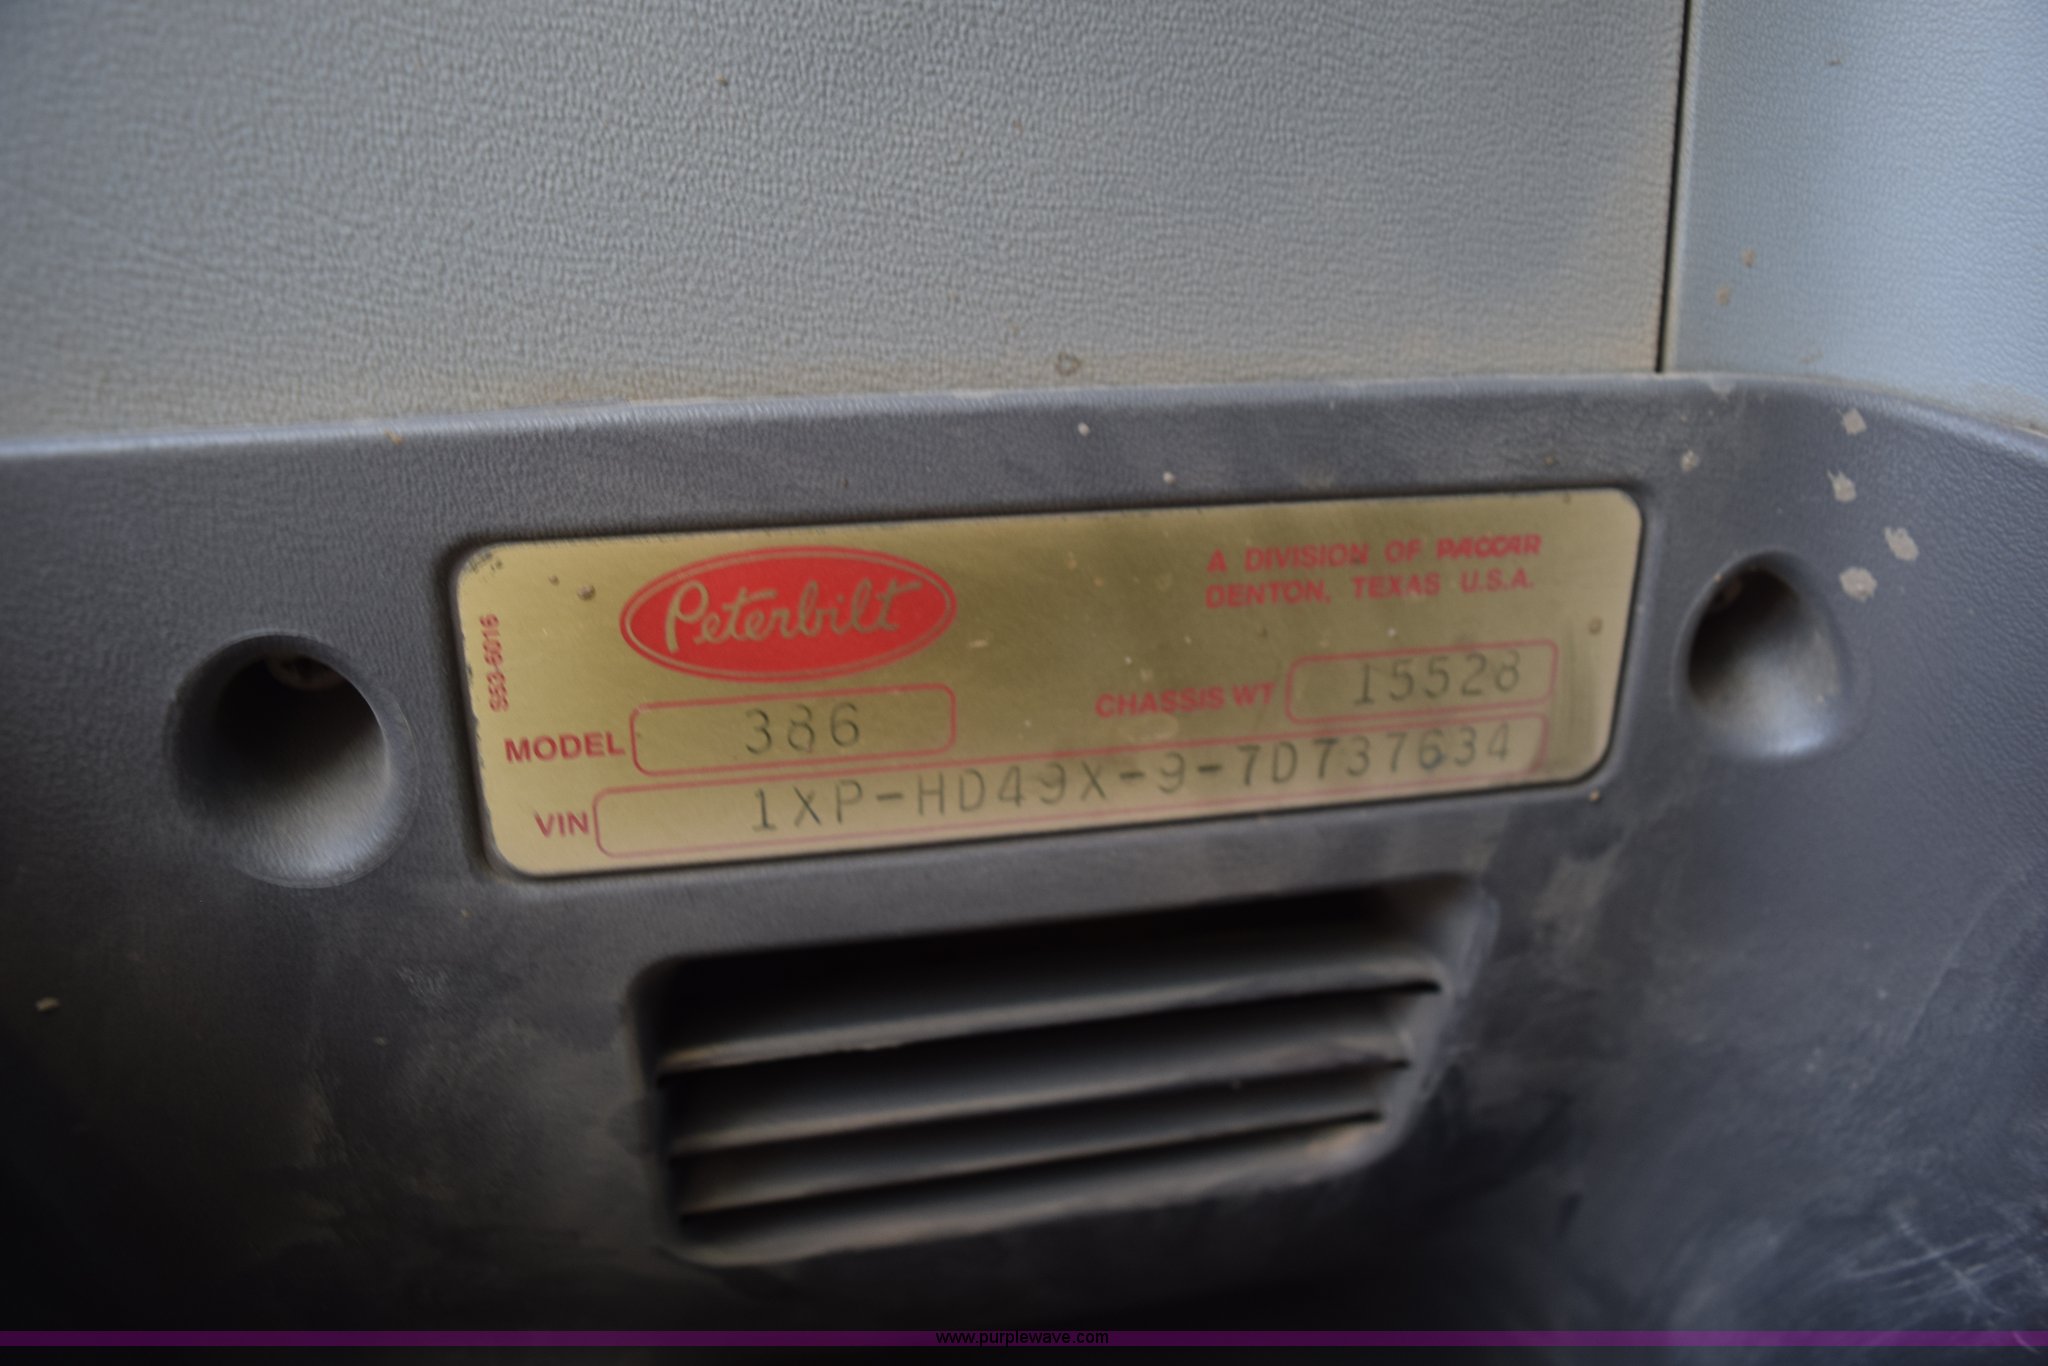 Peterbilt
A DIVISION OF PACCAR
DENTON, TEXAS U.S.A.
S53-6016
MODEL 386
CHASSIS WT 15528
VIN 1XP-HD49X-9-7D737634
www.purplewave.com